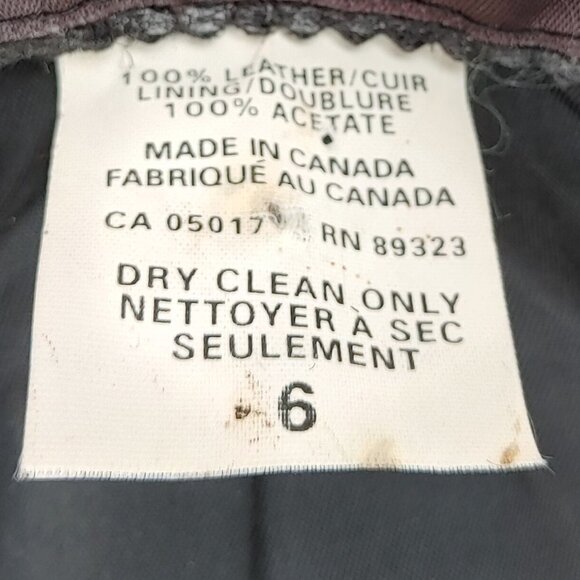 100% LEATHER/CUIR
LINING/DOUBLURE
100% ACETATE
MADE IN CANADA
FABRIQUÉ AU CANADA
CA RN 89323
DRY CLEAN ONLY
NETTOYER À SEC
SEULEMENT
6